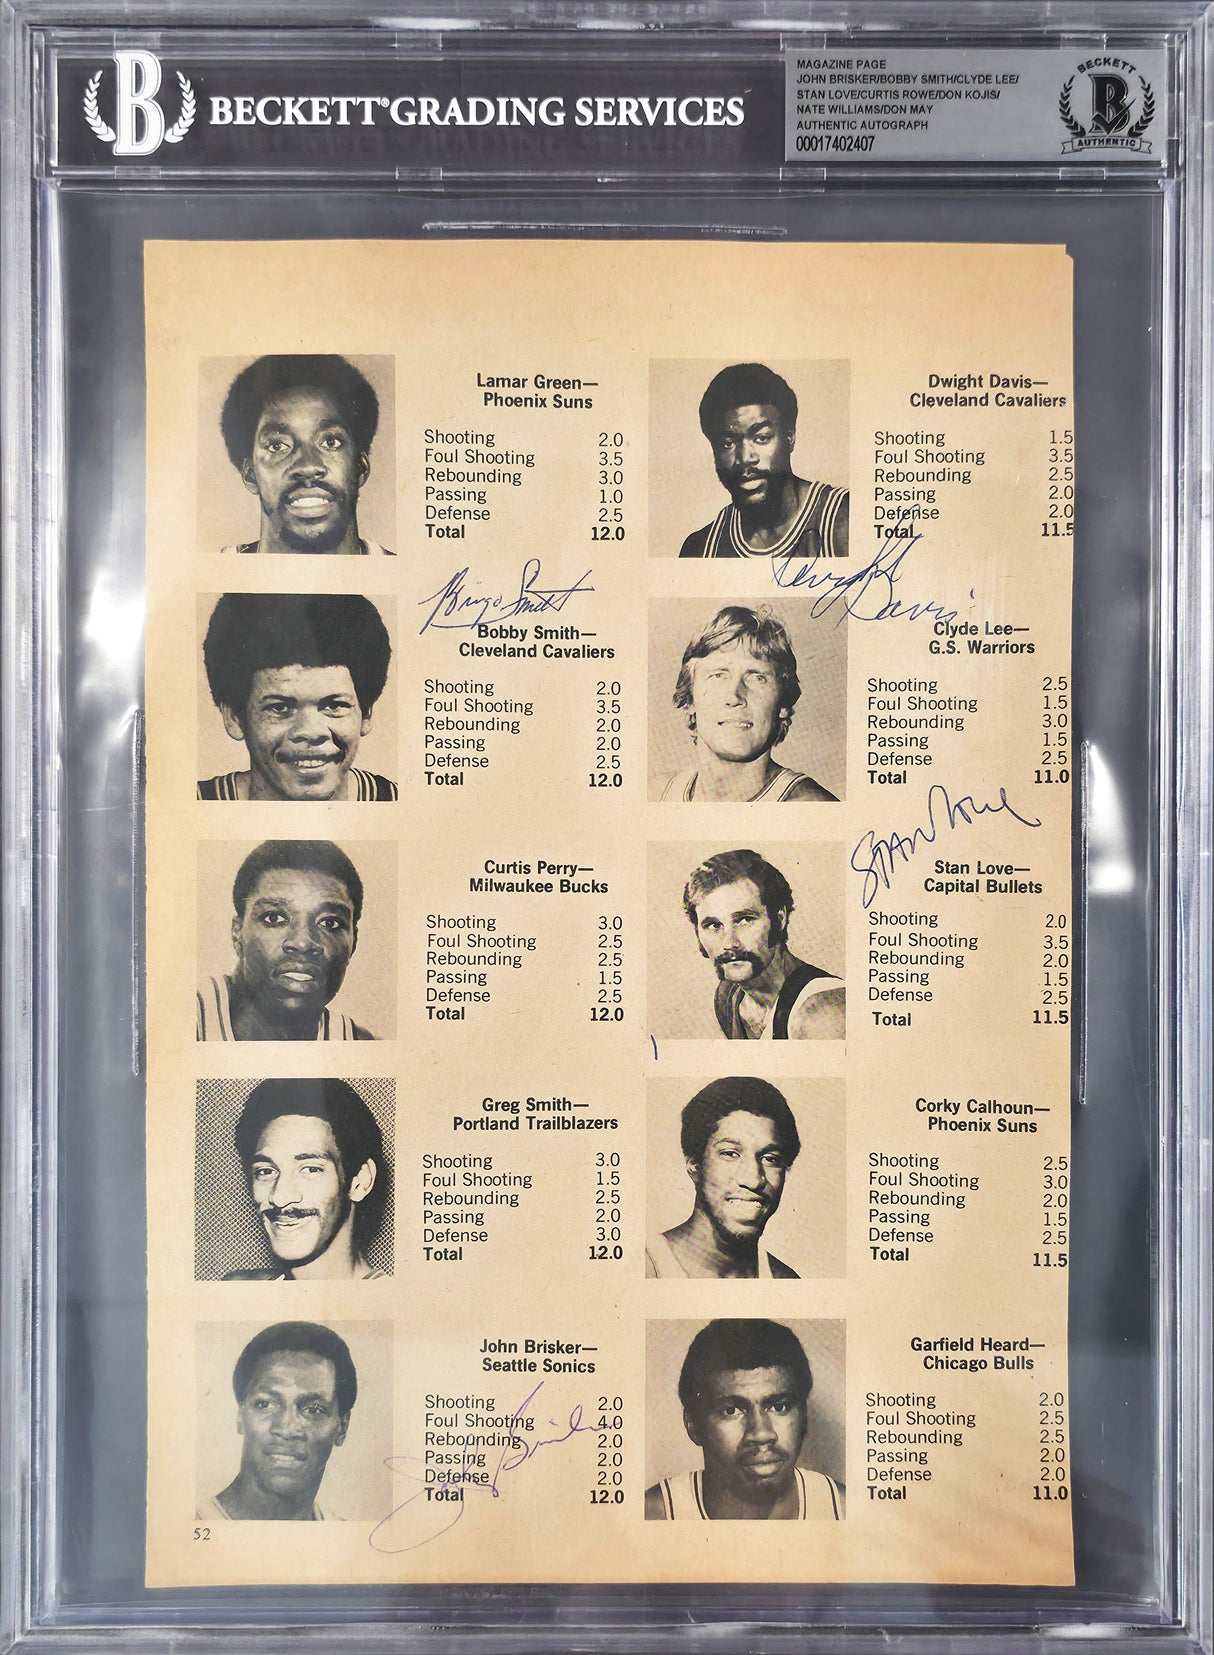 B BECKETT® GRADING SERVICES
MAGAZINE PAGE
JOHN BRISKER/BOBBY SMITH/CLYDE LEE/
STAN LOVE/CURTIS ROWE/DON KOJIS/
NATE WILLIAMS/DON MAY
AUTHENTIC AUTOGRAPH
00017402407
BECKETT
B
AUTHENTIC
Lamar Green—
Phoenix Suns
Shooting 2.0
Foul Shooting 3.5
Rebounding 3.0
Passing 1.0
Defense 2.5
Total 12.0
Dwight Davis—
Cleveland Cavaliers
Shooting 1.5
Foul Shooting 3.5
Rebounding 2.5
Passing 2.0
Defense 2.0
Total 11.5
Bingo Smith
Dwight
Davis
Bobby Smith—
Cleveland Cavaliers
Shooting 2.0
Foul Shooting 3.5
Rebounding 2.0
Passing 2.0
Defense 2.5
Total 12.0
Clyde Lee—
G.S. Warriors
Shooting 2.5
Foul Shooting 1.5
Rebounding 3.0
Passing 1.5
Defense 2.5
Total 11.0
Curtis Perry—
Milwaukee Bucks
Shooting 3.0
Foul Shooting 2.5
Rebounding 2.5
Passing 1.5
Defense 2.5
Total 12.0
STAN Love
Stan Love—
Capital Bullets
Shooting 2.0
Foul Shooting 3.5
Rebounding 2.0
Passing 1.5
Defense 2.5
Total 11.5
Greg Smith—
Portland Trailblazers
Shooting 3.0
Foul Shooting 1.5
Rebounding 2.5
Passing 2.0
Defense 3.0
Total 12.0
Corky Calhoun—
Phoenix Suns
Shooting 2.5
Foul Shooting 3.0
Rebounding 2.0
Passing 1.5
Defense 2.5
Total 11.5
John Brisker—
Seattle Sonics
Shooting 2.0
Foul Shooting 4.0
Rebounding 2.0
Passing 2.0
Defense 2.0
Total 12.0
John Brisker
Garfield Heard—
Chicago Bulls
Shooting 2.0
Foul Shooting 2.5
Rebounding 2.5
Passing 2.0
Defense 2.0
Total 11.0
52